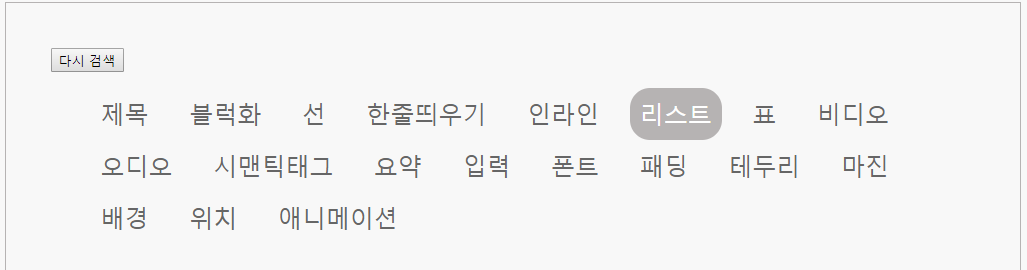 다시 검색
제목 블럭화 선 한줄띄우기 인라인 리스트 표 비디오
오디오 시맨틱태그 요약 입력 폰트 패딩 테두리 마진
배경 위치 애니메이션